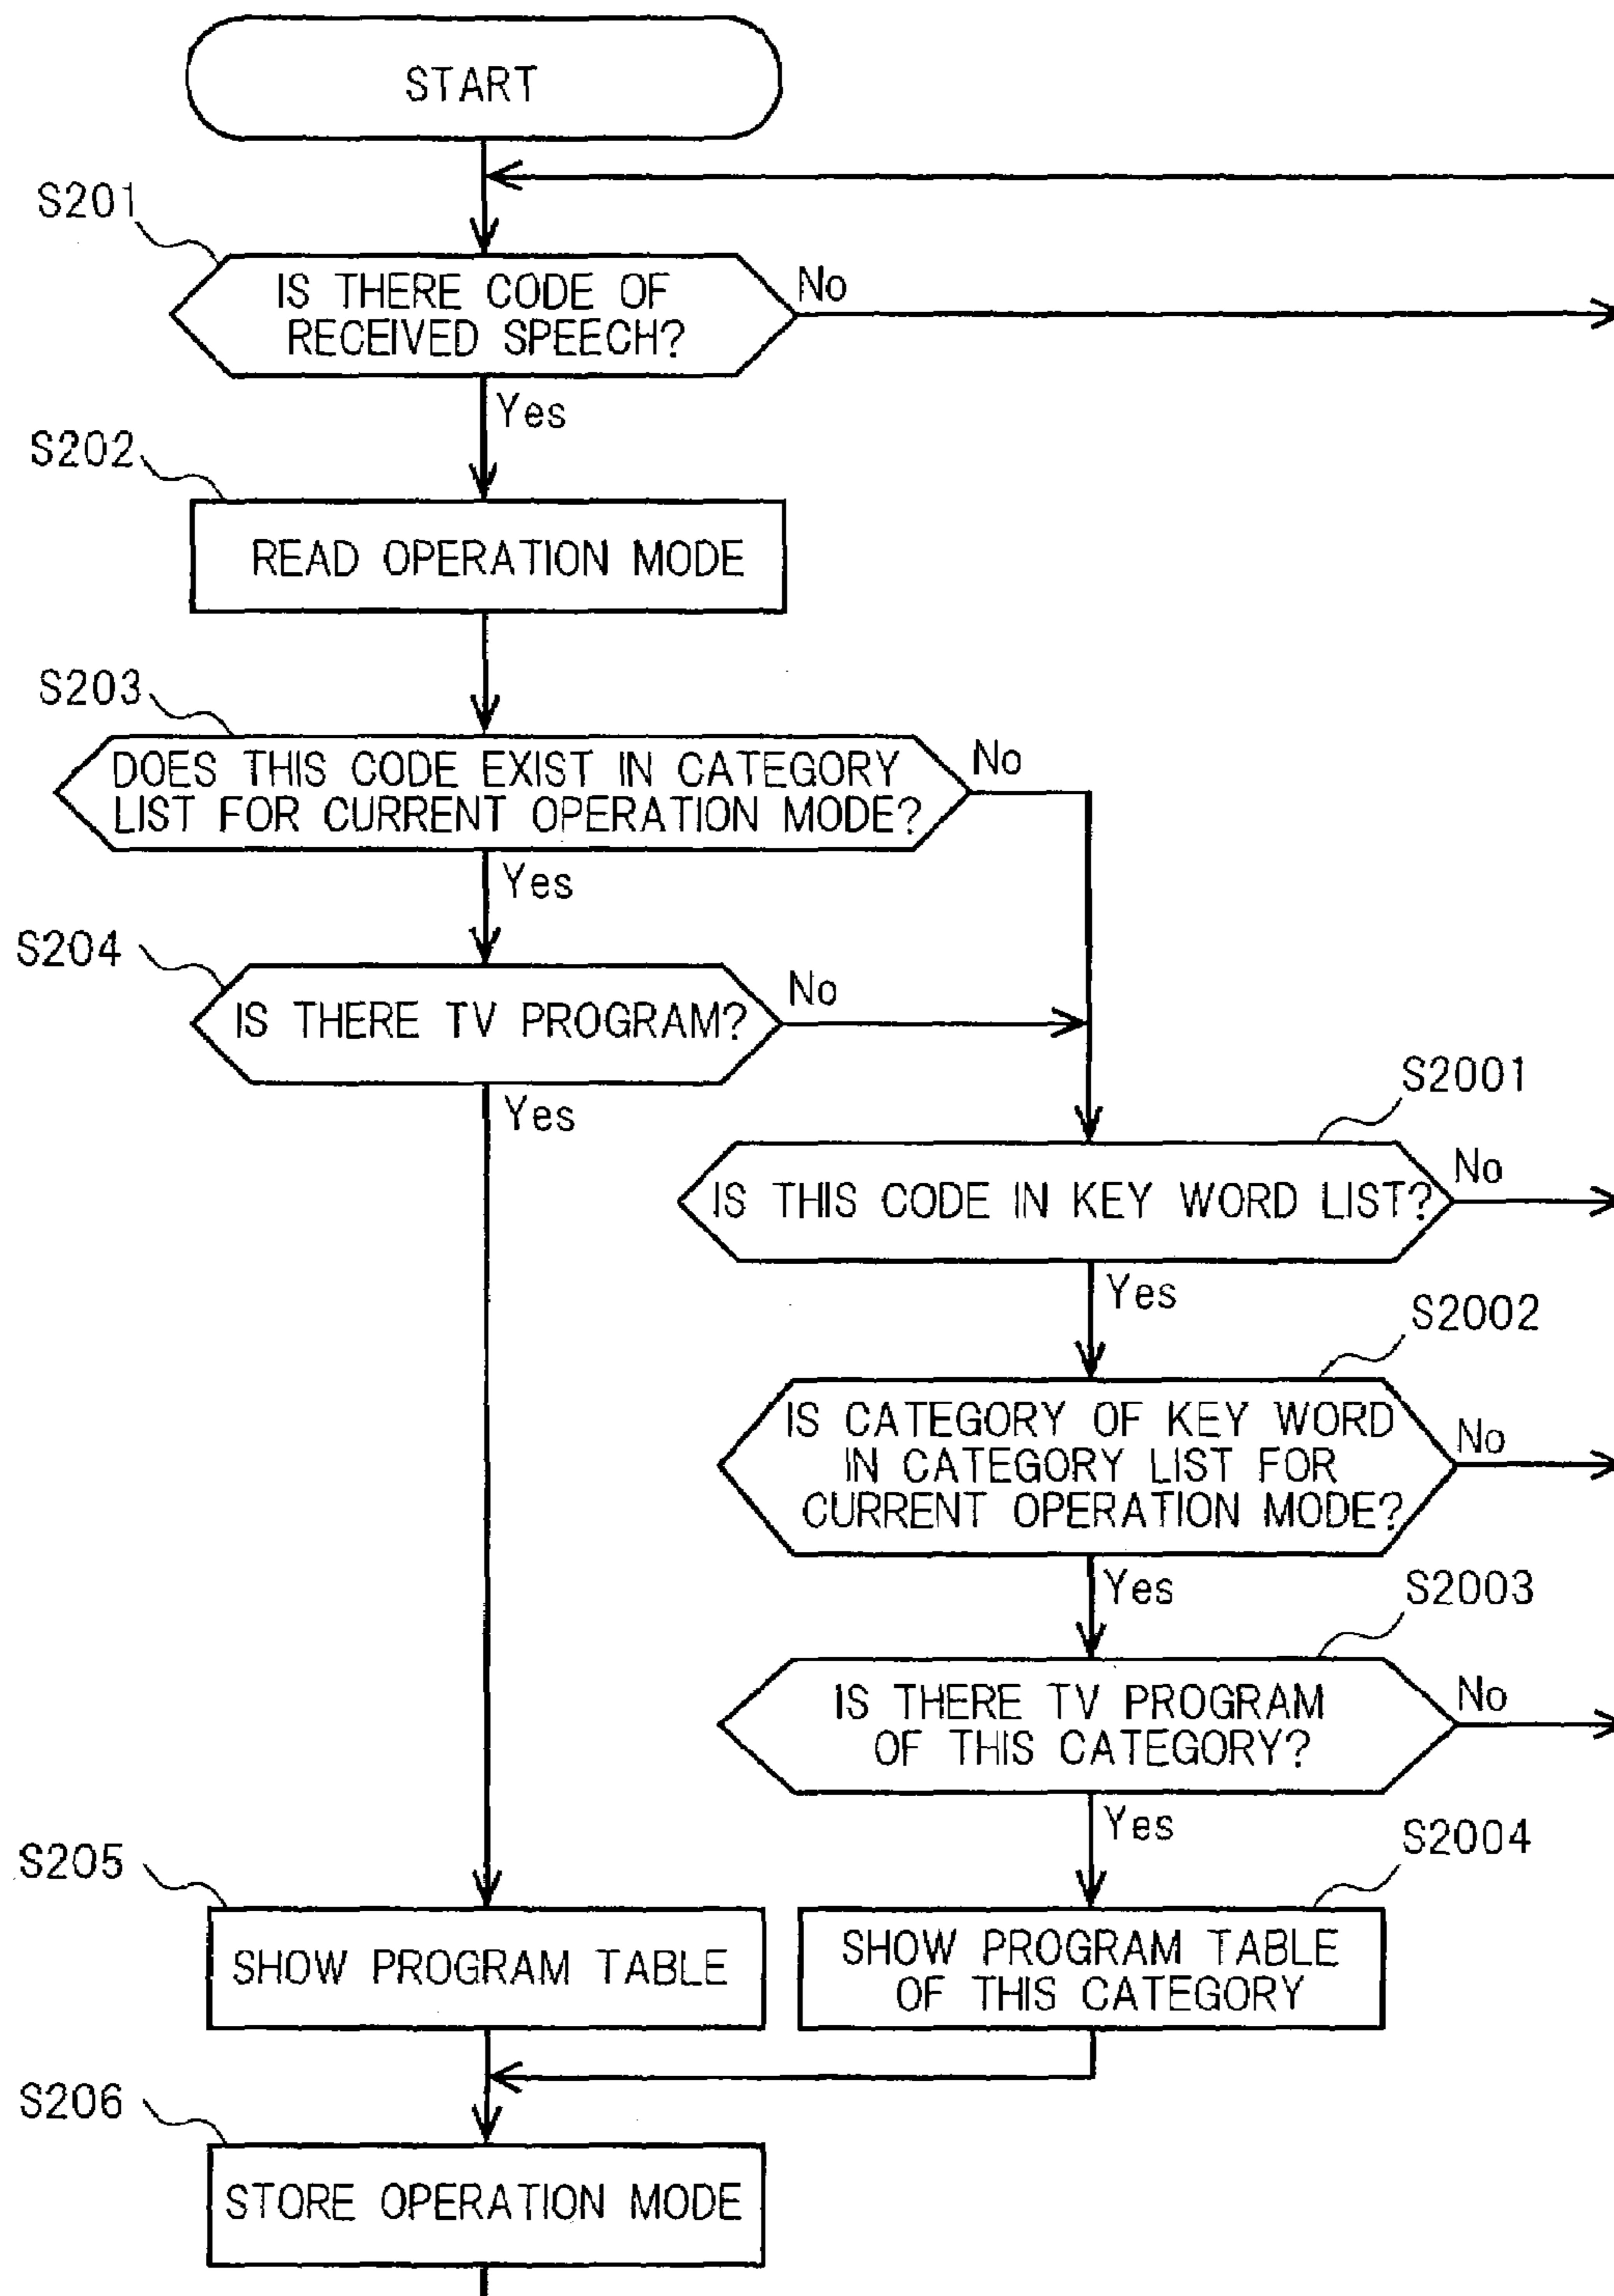 START
S201
IS THERE CODE OF
RECEIVED SPEECH?
No
Yes
S202
READ OPERATION MODE
S203
DOES THIS CODE EXIST IN CATEGORY
LIST FOR CURRENT OPERATION MODE?
No
Yes
S204
IS THERE TV PROGRAM?
No
Yes
S2001
IS THIS CODE IN KEY WORD LIST?
No
Yes
S2002
IS CATEGORY OF KEY WORD
IN CATEGORY LIST FOR
CURRENT OPERATION MODE?
No
Yes
S2003
IS THERE TV PROGRAM
OF THIS CATEGORY?
No
Yes
S2004
SHOW PROGRAM TABLE
OF THIS CATEGORY
S205
SHOW PROGRAM TABLE
S206
STORE OPERATION MODE